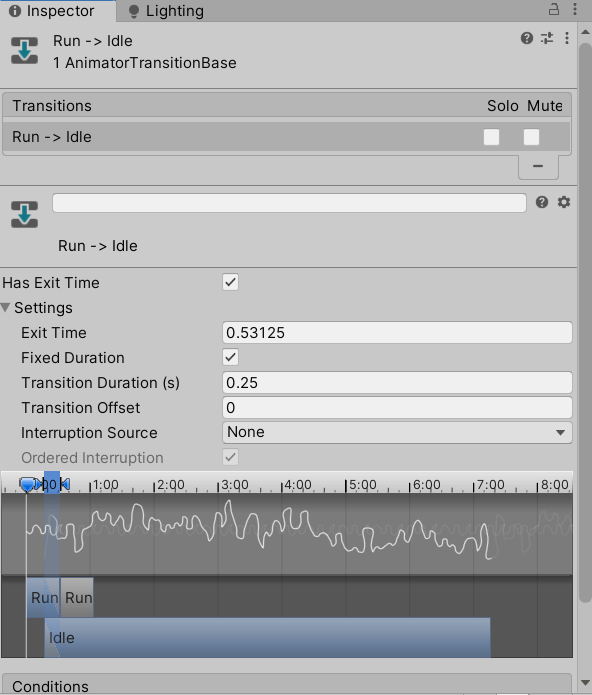 Inspector Lighting
Run -> Idle
1 AnimatorTransitionBase
Transitions Solo Mute
Run -> Idle
Run -> Idle
Has Exit Time
Settings
Exit Time 0.53125
Fixed Duration
Transition Duration (s) 0.25
Transition Offset 0
Interruption Source None
Ordered Interruption
1:00 2:00 3:00 4:00 5:00 6:00 7:00 8:00
Run Run
Idle
Conditions